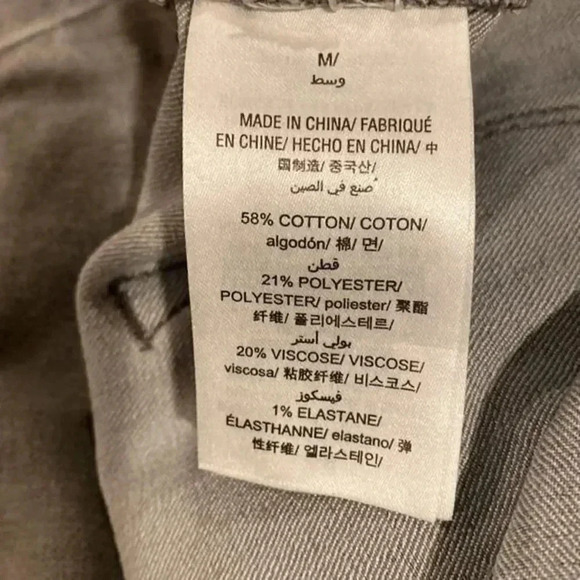 M/
وسط
MADE IN CHINA/ FABRIQUÉ
EN CHINE/ HECHO EN CHINA/ 中
国制造/ 중국산/
صنع في الصين
58% COTTON/ COTON/
algodón/ 棉/ 면/
قطن
21% POLYESTER/
POLYESTER/ poliester/ 聚酯
纤维/ 폴리에스테르/
بولي أستر
20% VISCOSE/ VISCOSE/
viscosa/ 粘胶纤维/ 비스코스/
فيسكوز
1% ELASTANE/
ÉLASTHANNE/ elastano/ 弹
性纤维/ 엘라스테인/